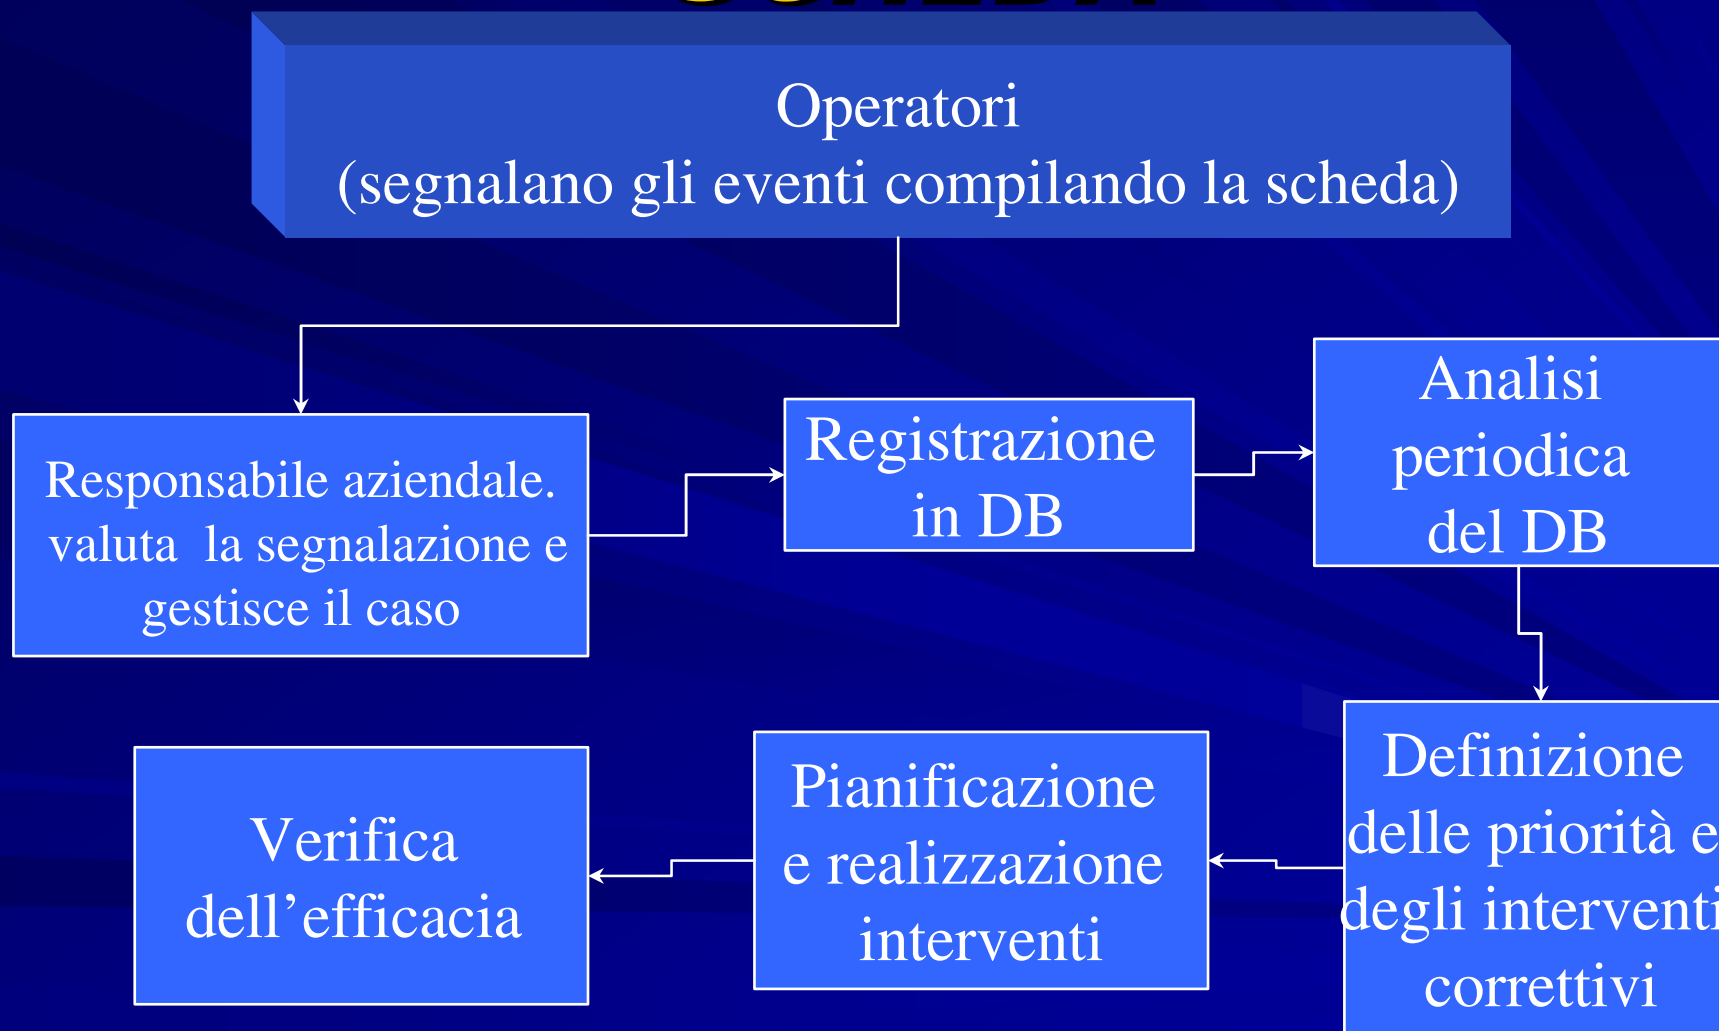 Operatori
(segnalano gli eventi compilando la scheda)
Responsabile aziendale.
valuta la segnalazione e
gestisce il caso
Registrazione
in DB
Analisi
periodica
del DB
Definizione
delle priorità e
degli interventi
correttivi
Pianificazione
e realizzazione
interventi
Verifica
dell’efficacia